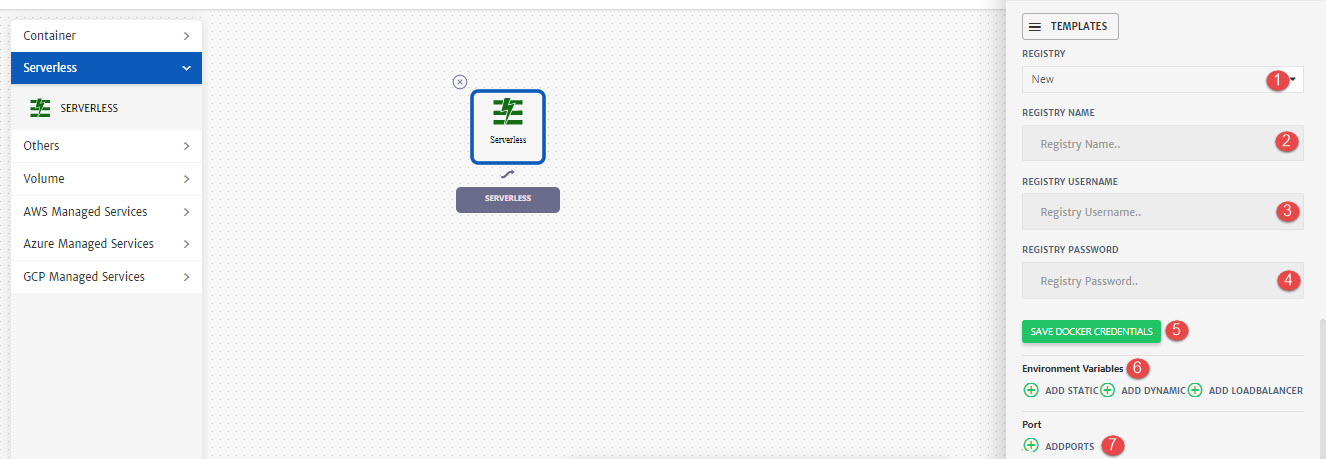 Container
Serverless
SERVERLESS
Others
Volume
AWS Managed Services
Azure Managed Services
GCP Managed Services
Serverless
SERVERLESS
TEMPLATES
REGISTRY
New 1
REGISTRY NAME
Registry Name.. 2
REGISTRY USERNAME
Registry Username.. 3
REGISTRY PASSWORD
Registry Password.. 4
SAVE DOCKER CREDENTIALS 5
Environment Variables 6
ADD STATIC ADD DYNAMIC ADD LOADBALANCER
Port
ADDPORTS 7